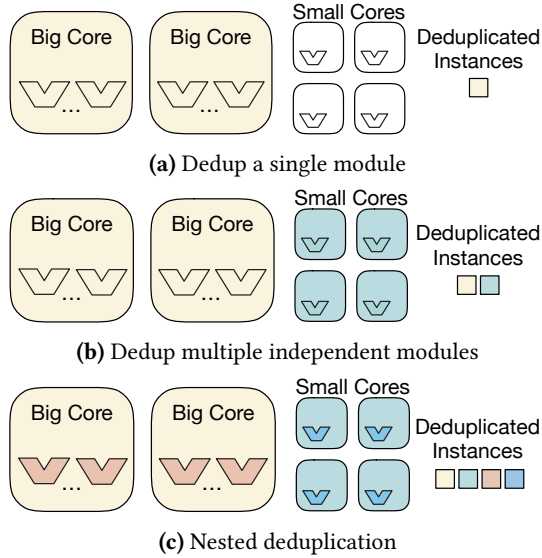 Small Cores
Big Core
Big Core
Deduplicated
Instances
...
...
(a) Dedup a single module
Small Cores
Big Core
Big Core
Deduplicated
Instances
...
...
(b) Dedup multiple independent modules
Small Cores
Big Core
Big Core
Deduplicated
Instances
...
...
(c) Nested deduplication